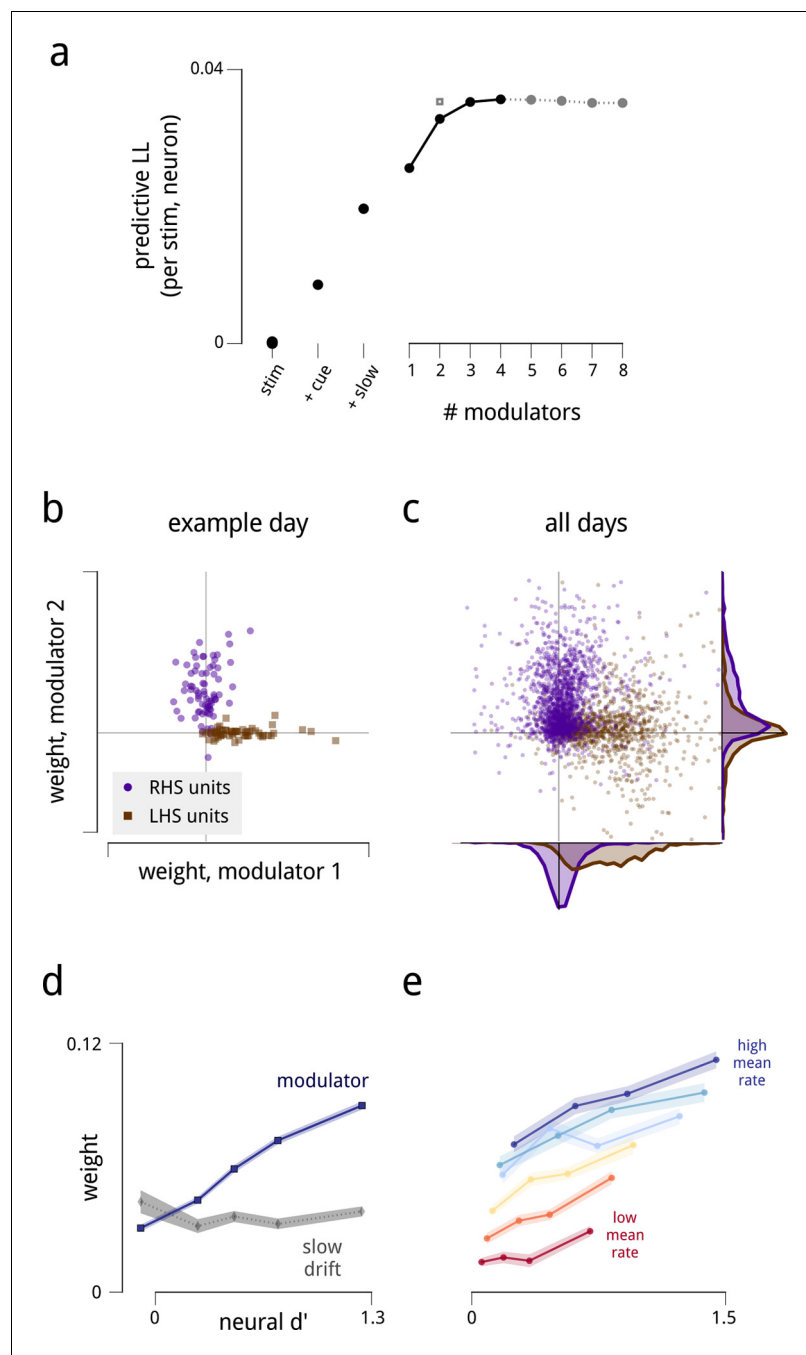 a
0.04
predictive LL
(per stim, neuron)
0
stim
+ cue
+ slow
1 2 3 4 5 6 7 8
# modulators
b
example day
c
all days
weight, modulator 2
RHS units
LHS units
weight, modulator 1
d
e
0.12
modulator
high
mean
rate
weight
slow
drift
low
mean
rate
0
0
neural d'
1.3
0
1.5